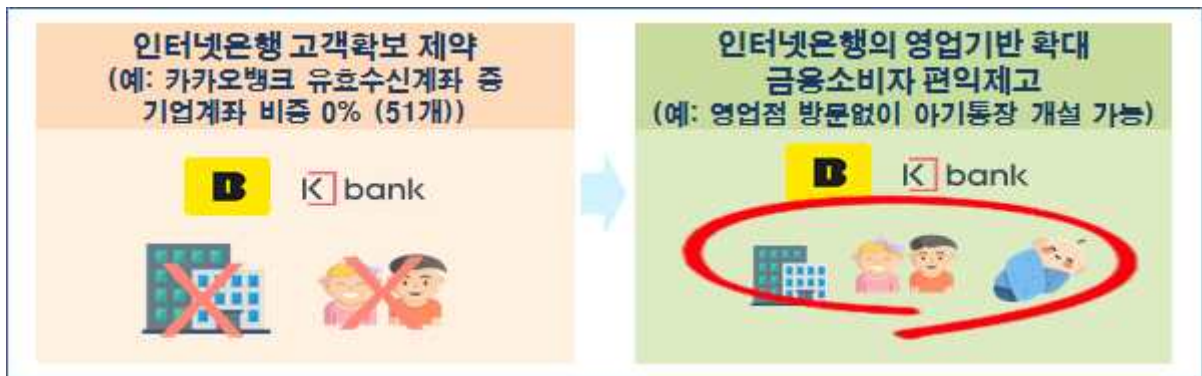 인터넷은행 고객확보 제약
(예: 카카오뱅크 유효수신계좌 중
기업계좌 비중 0% (51개))
B
K bank
인터넷은행의 영업기반 확대
금융소비자 편익제고
(예: 영업점 방문없이 아기통장 개설 가능)
B
K bank